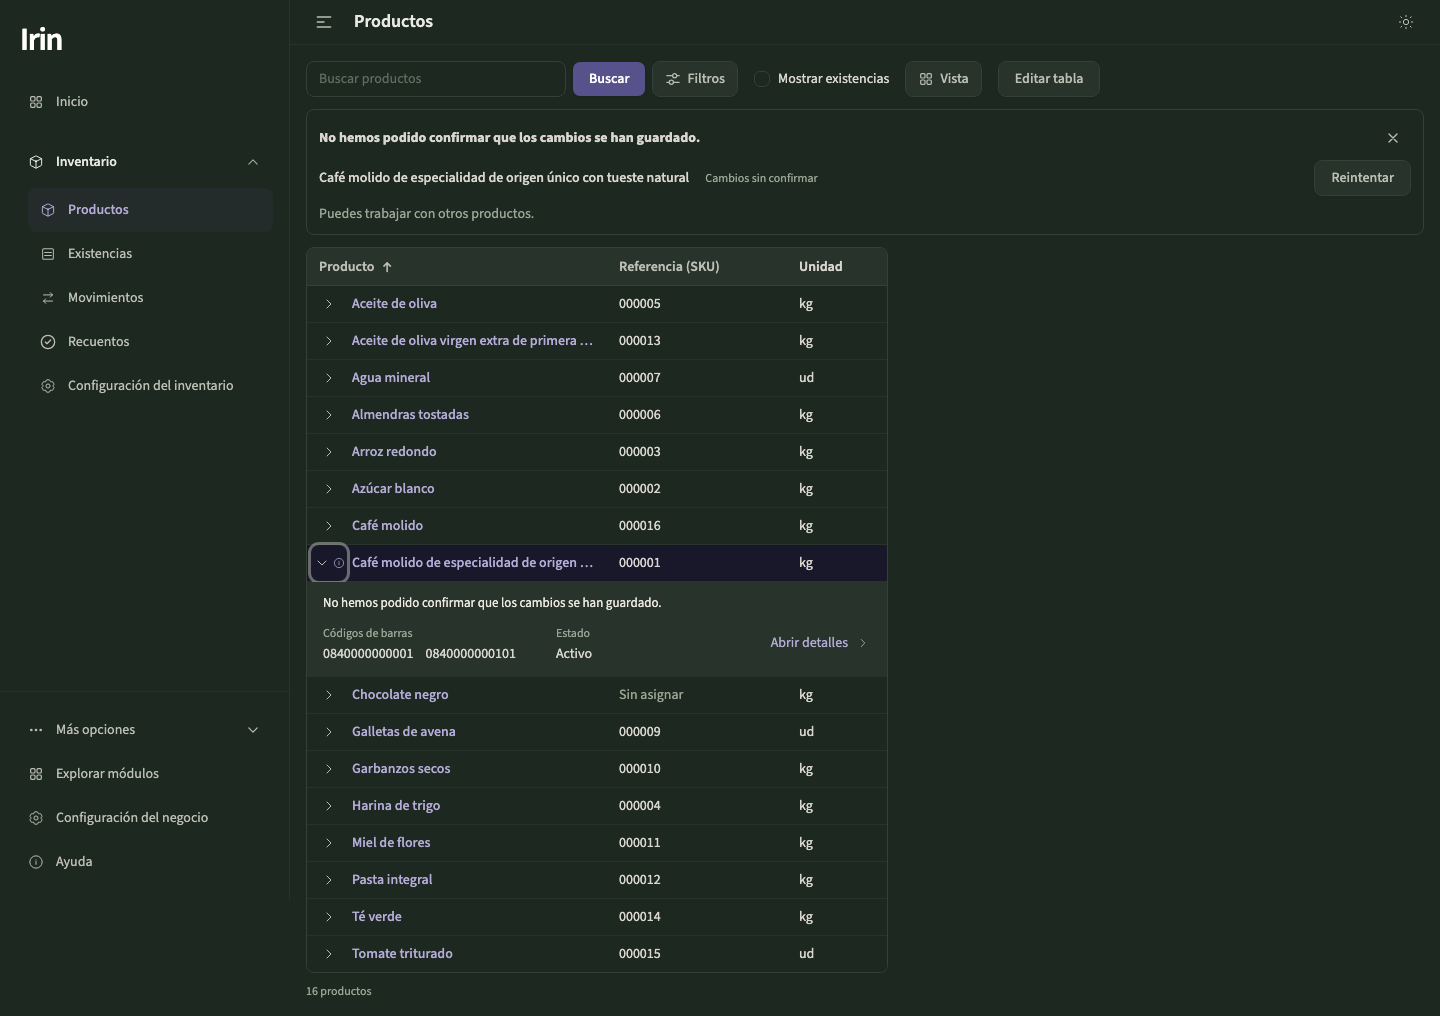 Irin
Productos
Inicio
Inventario
Productos
Existencias
Movimientos
Recuentos
Configuración del inventario
Más opciones
Explorar módulos
Configuración del negocio
Ayuda
Buscar productos
Buscar
Filtros
Mostrar existencias
Vista
Editar tabla
No hemos podido confirmar que los cambios se han guardado.
Café molido de especialidad de origen único con tueste natural Cambios sin confirmar
Reintentar
Puedes trabajar con otros productos.
Producto Referencia (SKU) Unidad
Aceite de oliva 000005 kg
Aceite de oliva virgen extra de primera ... 000013 kg
Agua mineral 000007 ud
Almendras tostadas 000006 kg
Arroz redondo 000003 kg
Azúcar blanco 000002 kg
Café molido 000016 kg
Café molido de especialidad de origen ... 000001 kg
No hemos podido confirmar que los cambios se han guardado.
Códigos de barras Estado
0840000000001 0840000000101 Activo
Abrir detalles
Chocolate negro Sin asignar kg
Galletas de avena 000009 ud
Garbanzos secos 000010 kg
Harina de trigo 000004 kg
Miel de flores 000011 kg
Pasta integral 000012 kg
Té verde 000014 kg
Tomate triturado 000015 ud
16 productos